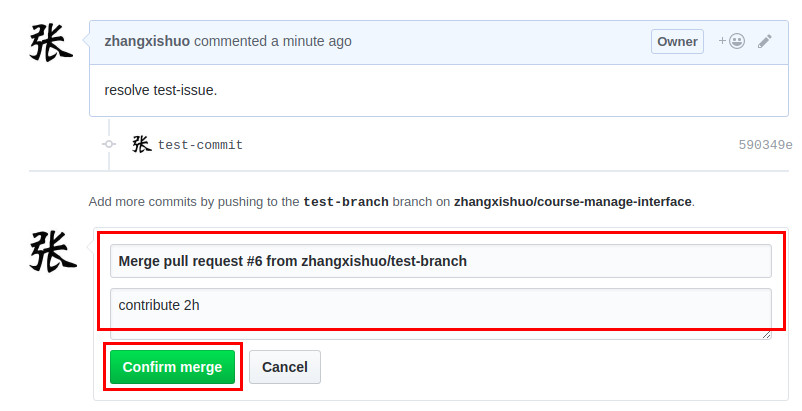 张
zhangxishuo commented a minute ago
Owner
resolve test-issue.
张 test-commit 590349e
Add more commits by pushing to the test-branch branch on zhangxishuo/course-manage-interface.
张
Merge pull request #6 from zhangxishuo/test-branch
contribute 2h
Confirm merge
Cancel